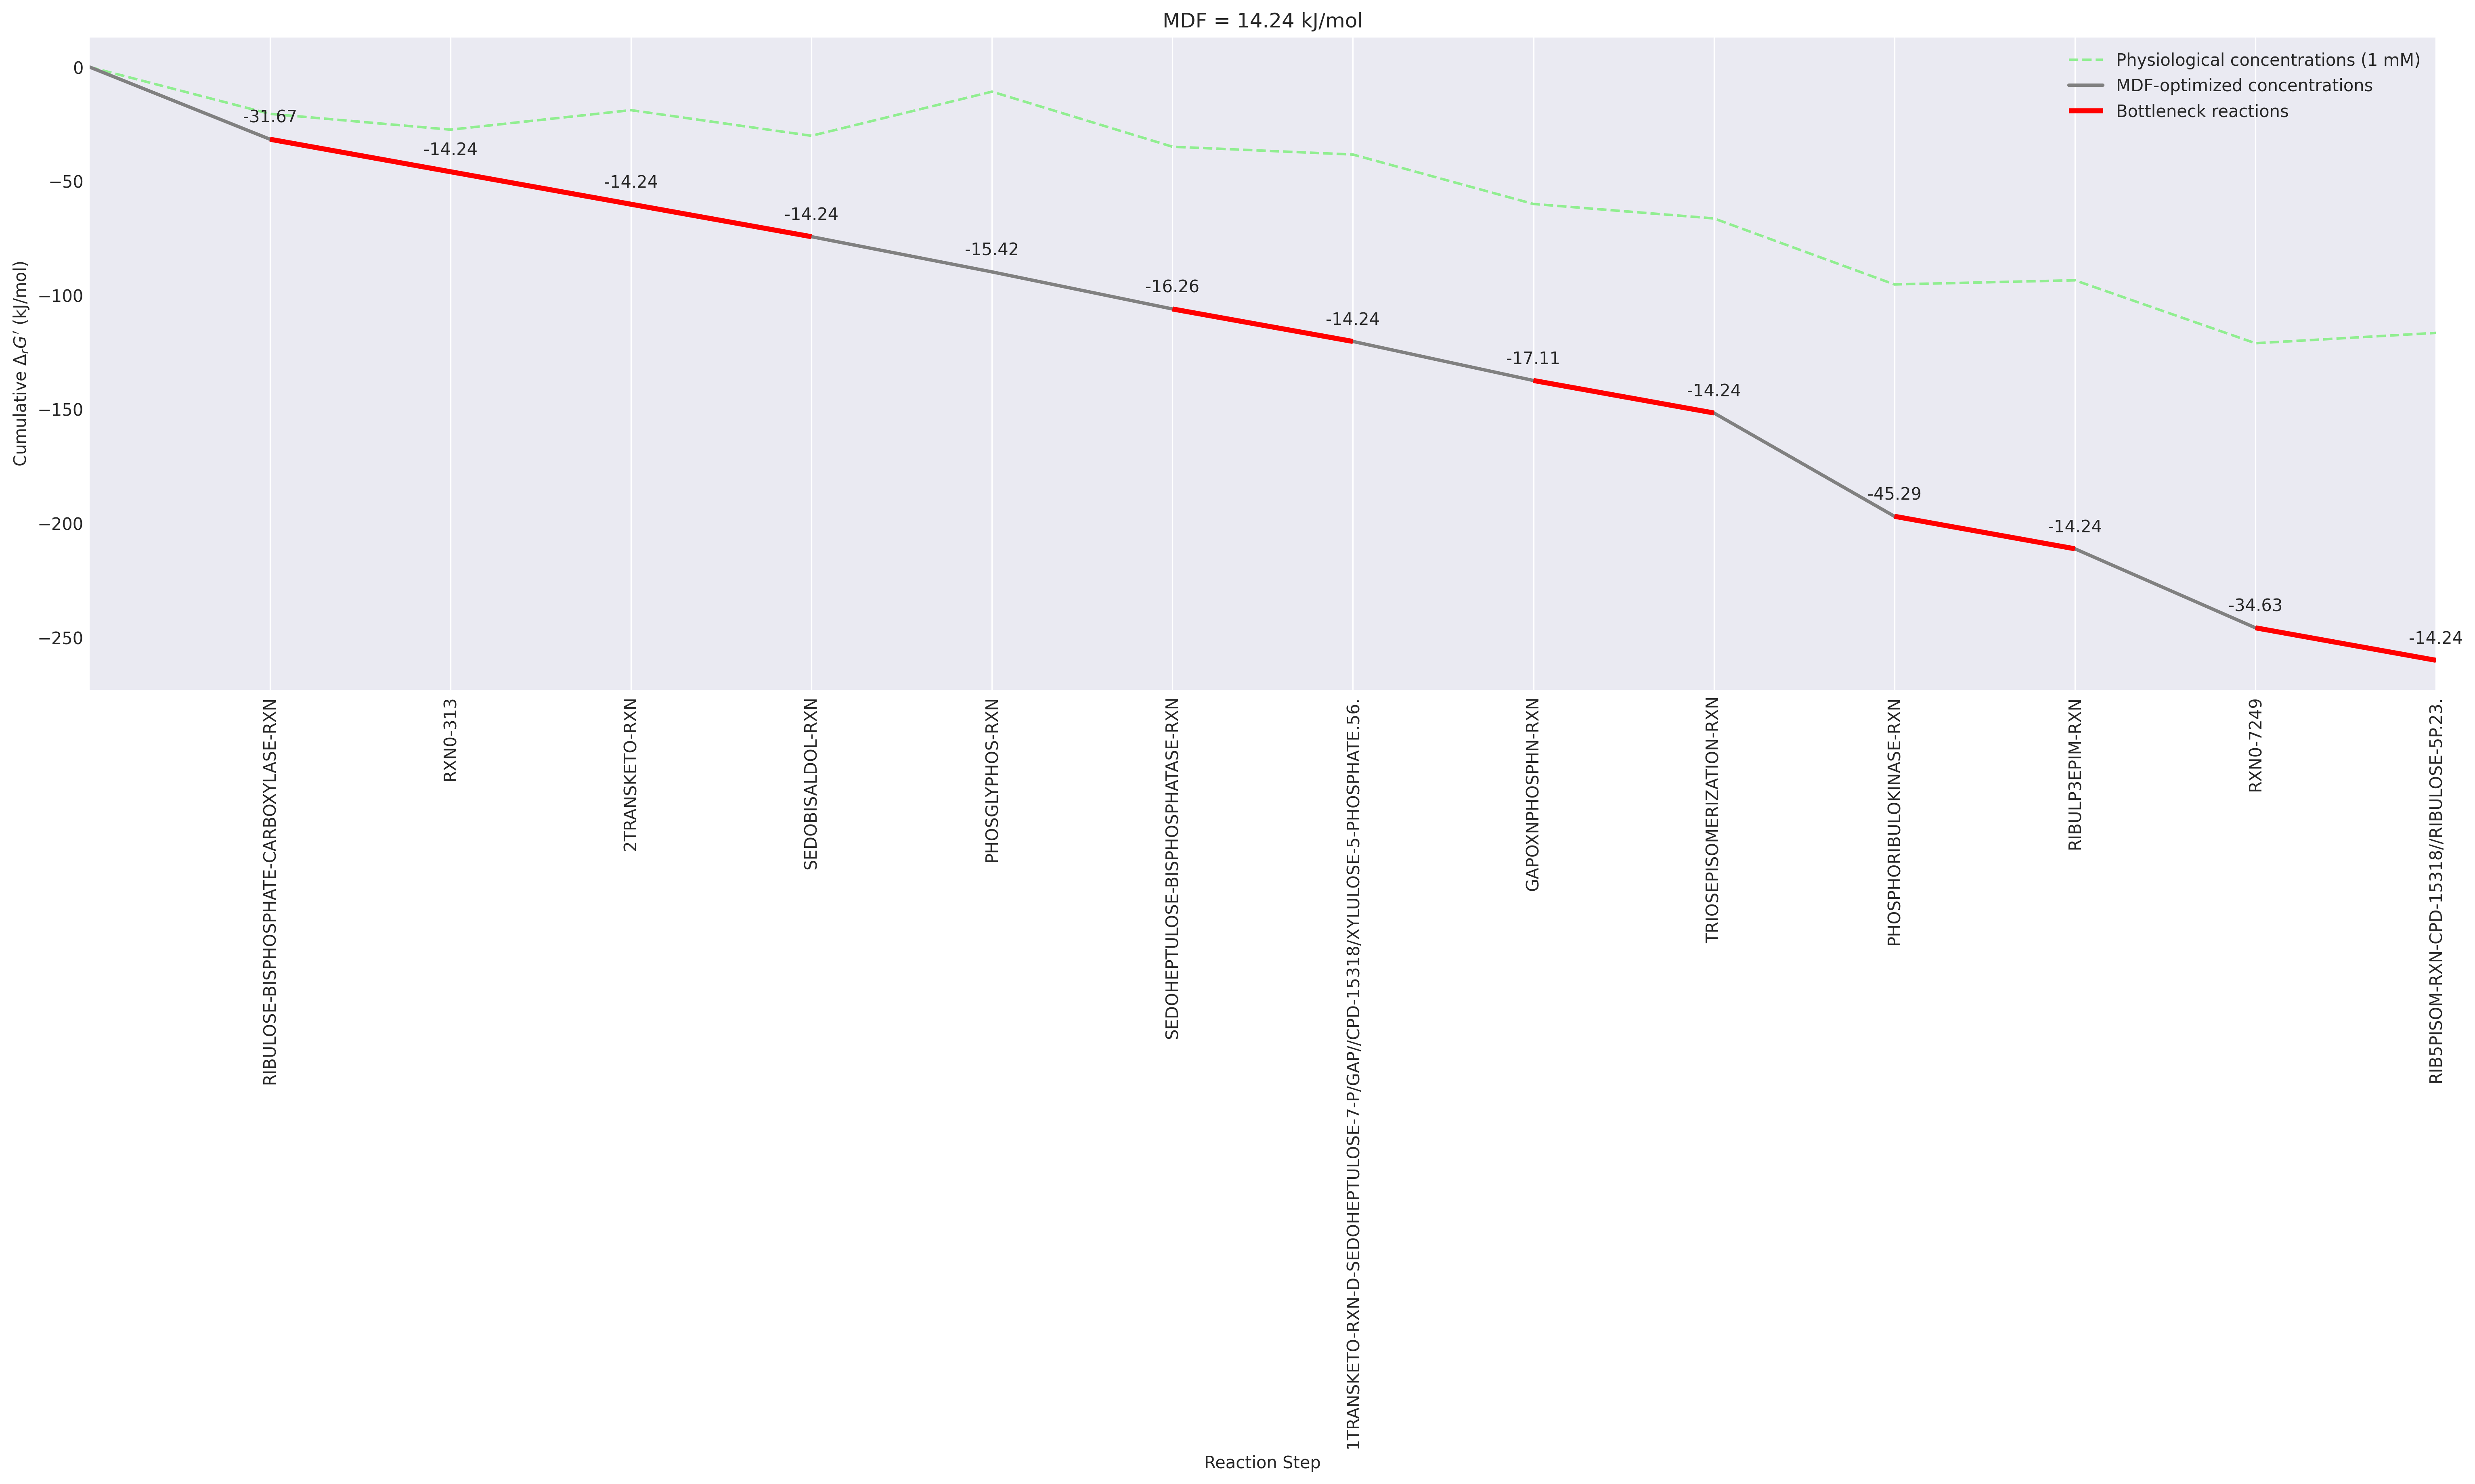 MDF = 14.24 kJ/mol
Physiological concentrations (1 mM)
MDF-optimized concentrations
Bottleneck reactions
Cumulative ΔrG′ (kJ/mol)
0
−50
−100
−150
−200
−250
-31.67
-14.24
-14.24
-14.24
-15.42
-16.26
-14.24
-17.11
-14.24
-45.29
-14.24
-34.63
-14.24
RIBULOSE-BISPHOSPHATE-CARBOXYLASE-RXN
RXN0-313
2TRANSKETO-RXN
SEDOBISALDOL-RXN
PHOSGLYPHOS-RXN
SEDOHEPTULOSE-BISPHOSPHATASE-RXN
1TRANSKETO-RXN-D-SEDOHEPTULOSE-7-P/GAP//CPD-15318/XYLULOSE-5-PHOSPHATE.56.
GAPOXNPHOSPHN-RXN
TRIOSEPISOMERIZATION-RXN
PHOSPHORIBULOKINASE-RXN
RIBULP3EPIM-RXN
RXN0-7249
RIB5PISOM-RXN-CPD-15318//RIBULOSE-5P.23.
Reaction Step